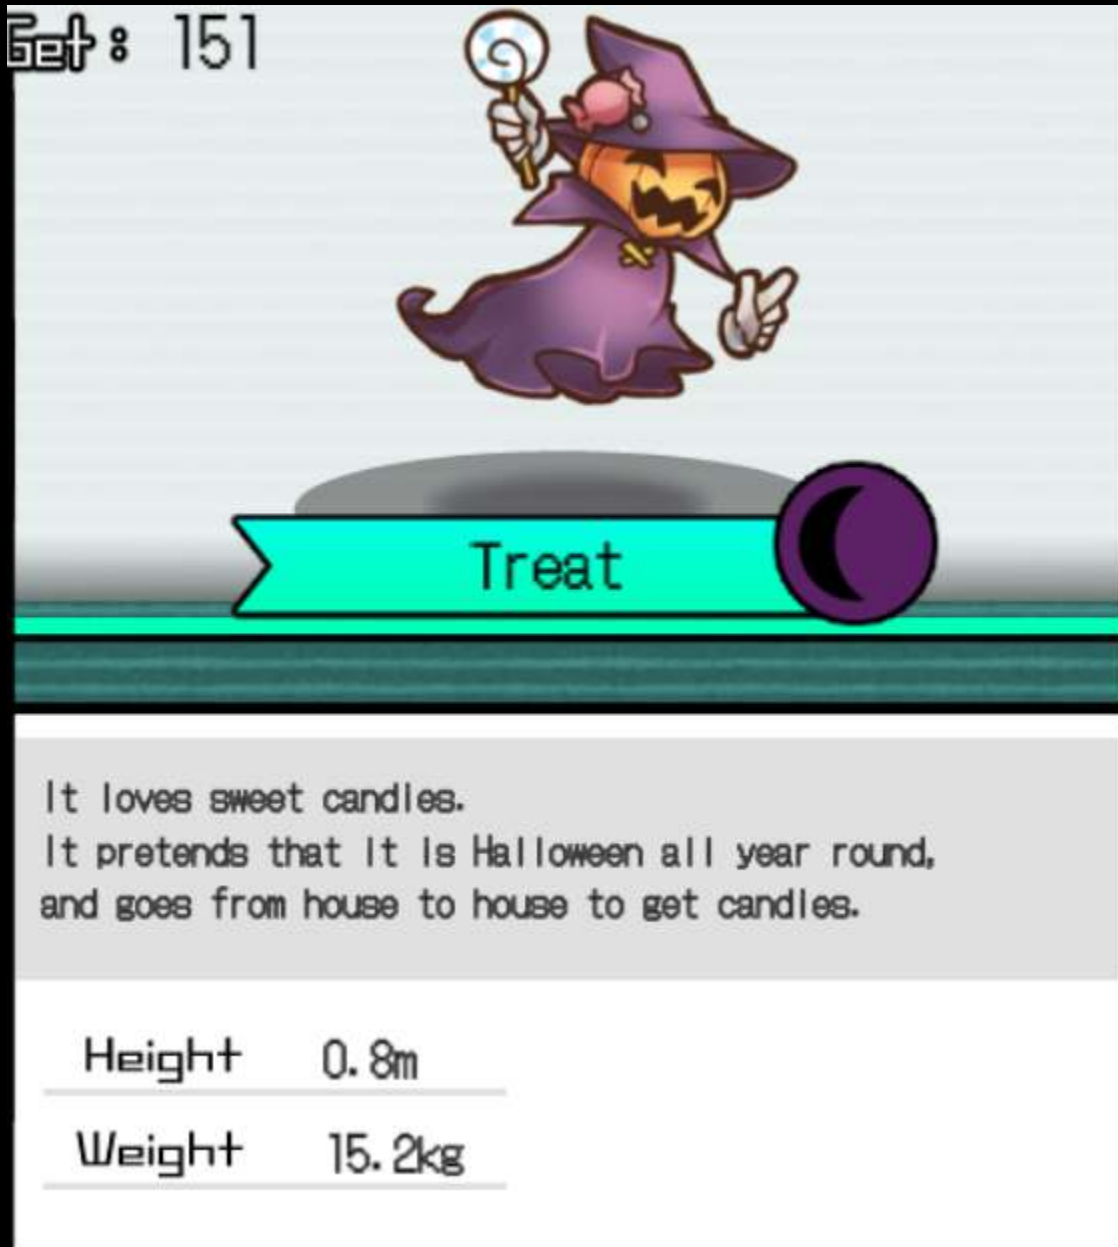 Get: 151
Treat
It loves sweet candies.
It pretends that it is Halloween all year round,
and goes from house to house to get candies.
Height 0.8m
Weight 15.2kg